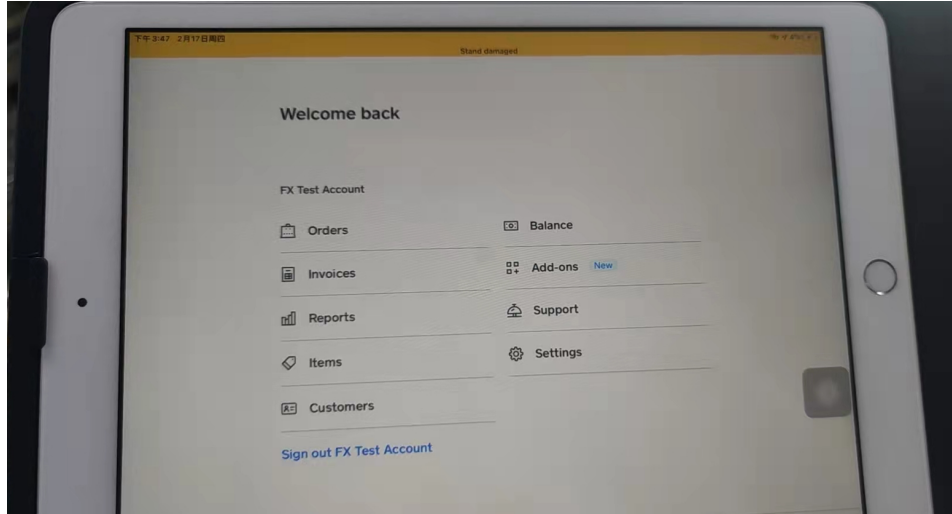 下午3:47 2月17日周四
Stand damaged
Welcome back
FX Test Account
Orders
Invoices
Reports
Items
Customers
Sign out FX Test Account
Balance
Add-ons New
Support
Settings